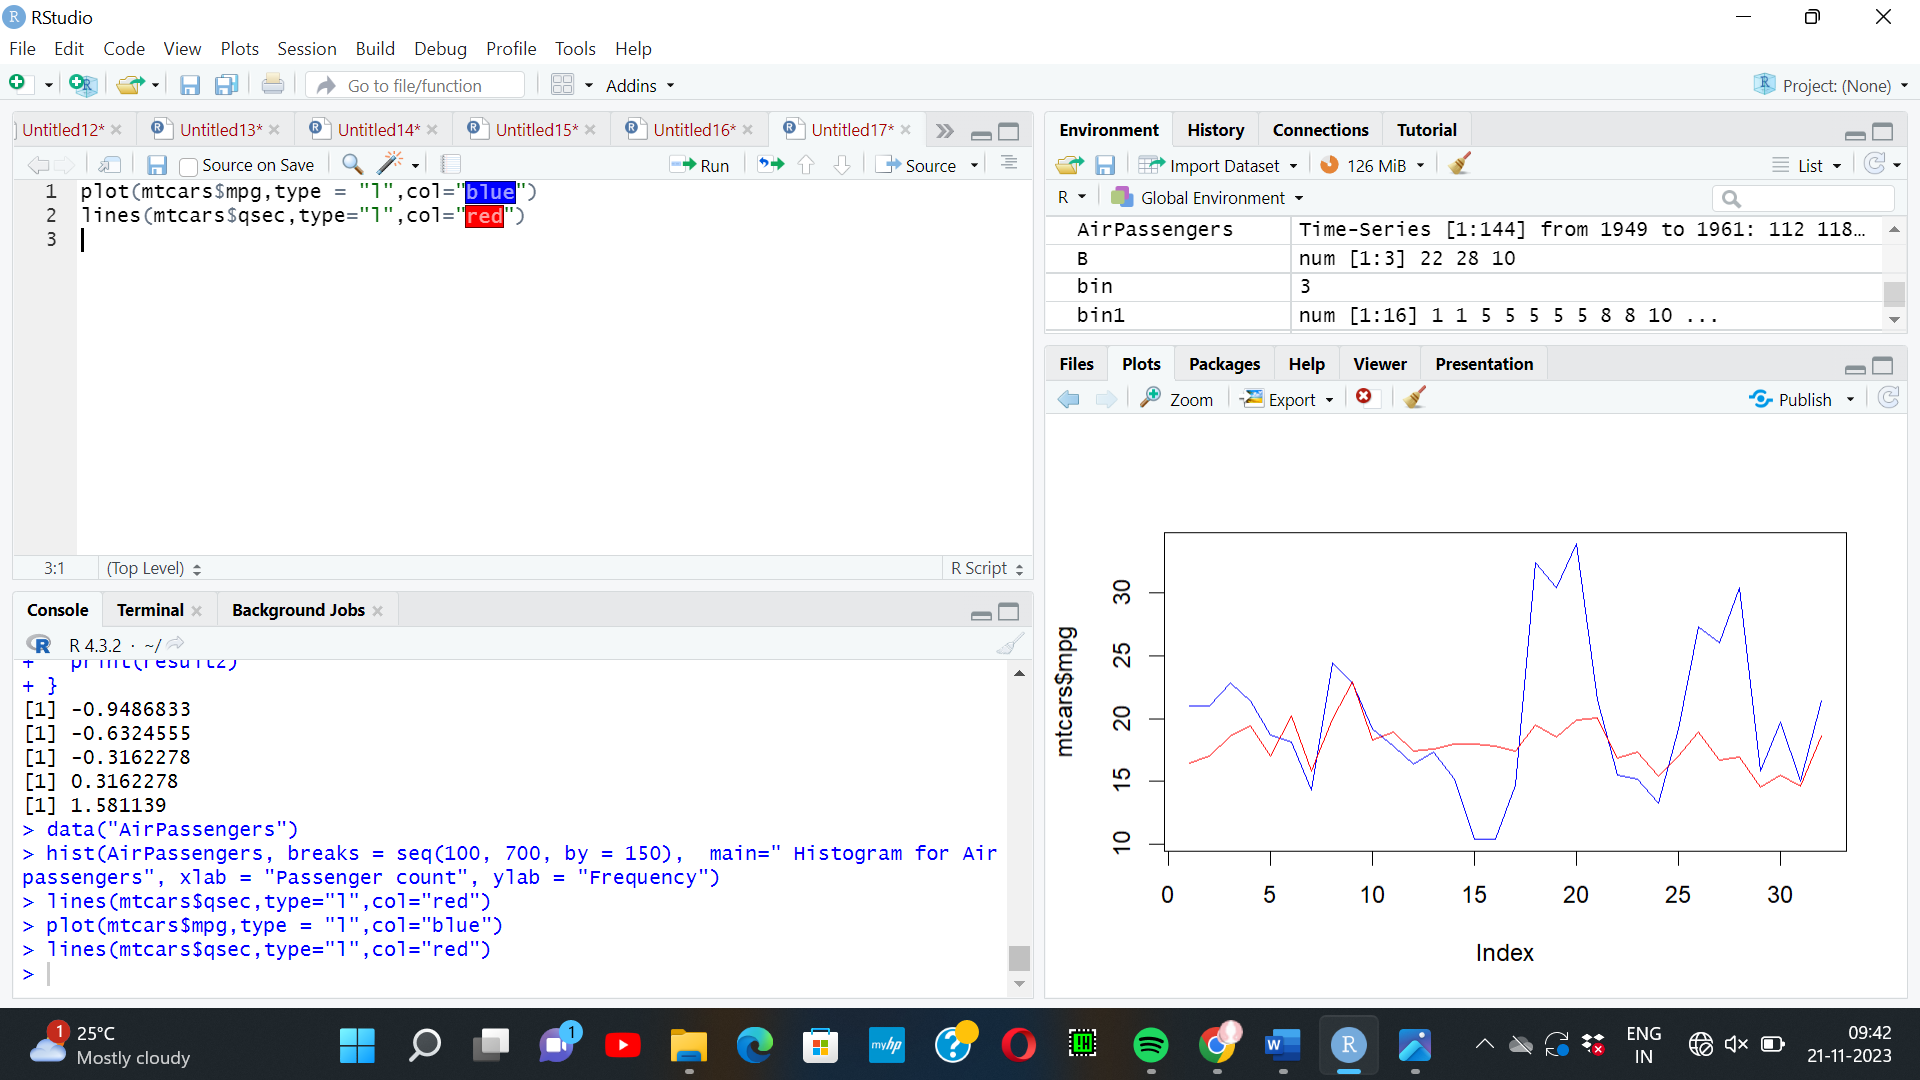 RStudio
File Edit Code View Plots Session Build Debug Profile Tools Help
Go to file/function Addins Project: (None)
Untitled12* Untitled13* Untitled14* Untitled15* Untitled16* Untitled17*
Source on Save Run Source
1 plot(mtcars$mpg,type = "l",col="blue")
2 lines(mtcars$qsec,type="l",col="red")
3
3:1 (Top Level) R Script
Console Terminal Background Jobs
R 4.3.2 · ~/
+ print(result2)
+ }
[1] -0.9486833
[1] -0.6324555
[1] -0.3162278
[1] 0.3162278
[1] 1.581139
> data("AirPassengers")
> hist(AirPassengers, breaks = seq(100, 700, by = 150), main=" Histogram for Air
passengers", xlab = "Passenger count", ylab = "Frequency")
> lines(mtcars$qsec,type="l",col="red")
> plot(mtcars$mpg,type = "l",col="blue")
> lines(mtcars$qsec,type="l",col="red")
>
Environment History Connections Tutorial
Import Dataset 126 MiB List
R Global Environment
AirPassengers Time-Series [1:144] from 1949 to 1961: 112 118…
B num [1:3] 22 28 10
bin 3
bin1 num [1:16] 1 1 5 5 5 5 5 8 8 10 ...
Files Plots Packages Help Viewer Presentation
Zoom Export Publish
mtcars$mpg
30
25
20
15
10
0 5 10 15 20 25 30
Index
1 25°C
Mostly cloudy
1
myhp
ENG
IN
09:42
21-11-2023